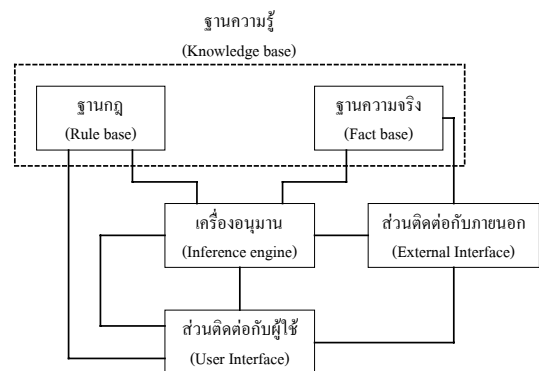 ฐานความรู้
(Knowledge base)
ฐานกฎ
(Rule base)
ฐานความจริง
(Fact base)
เครื่องอนุมาน
(Inference engine)
ส่วนติดต่อกับภายนอก
(External Interface)
ส่วนติดต่อกับผู้ใช้
(User Interface)